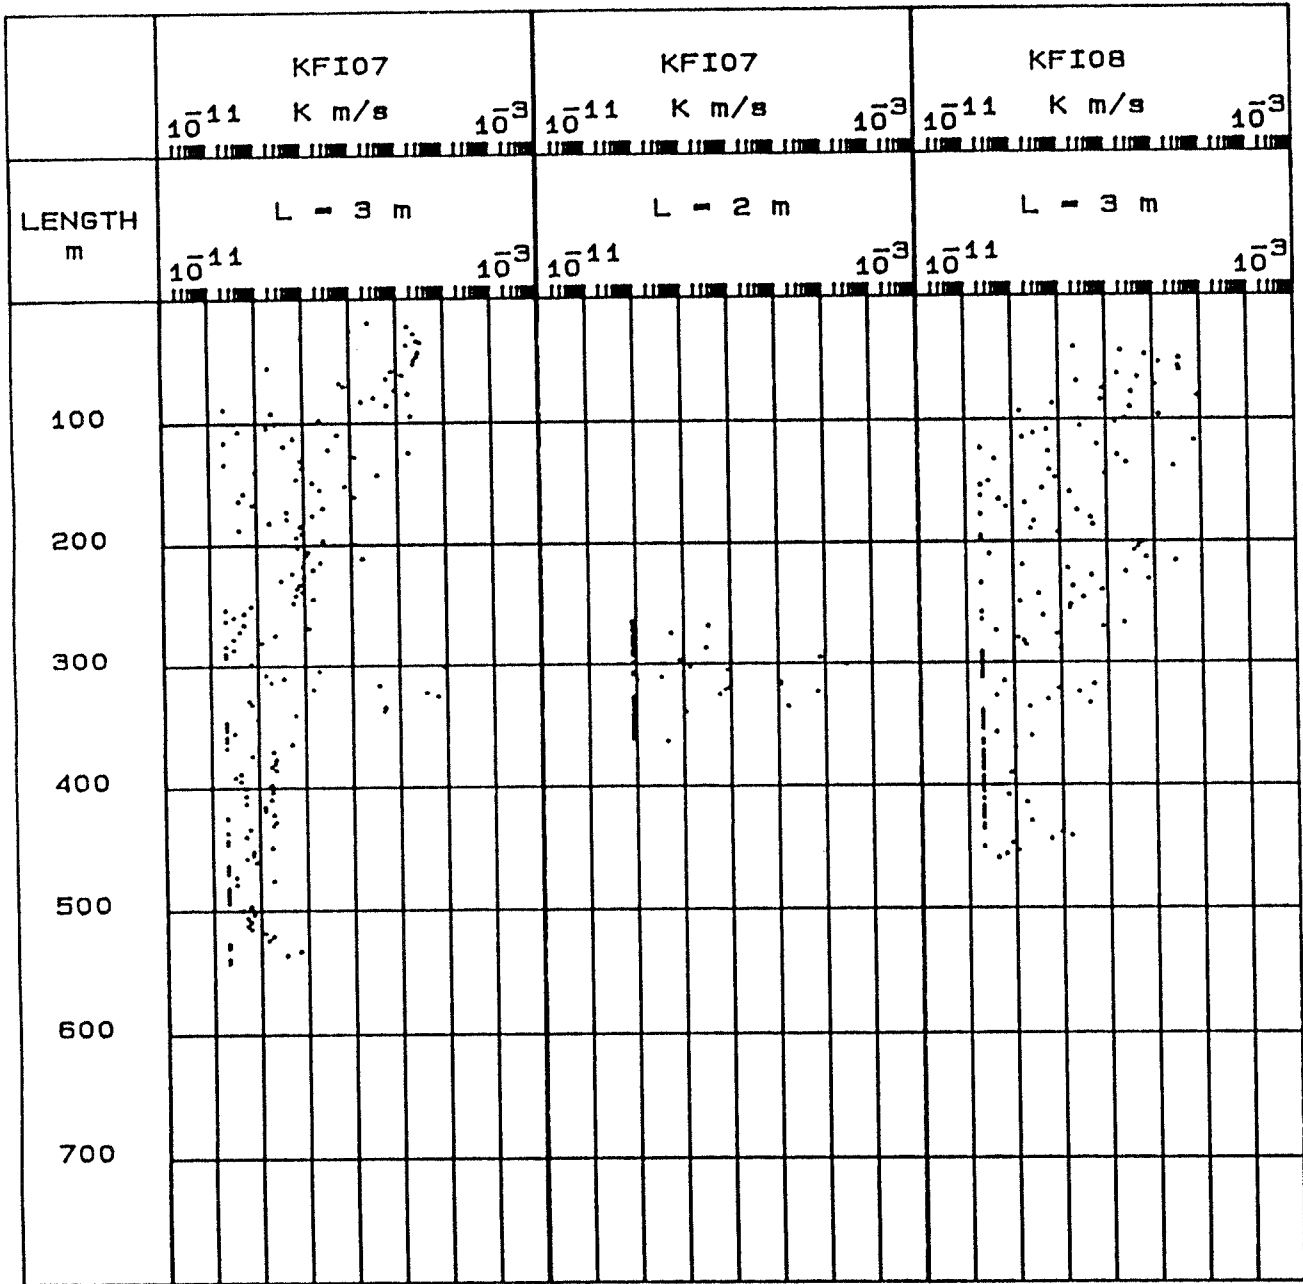 KFI07 KFI07 KFI08
10^-11 K m/s 10^-3 10^-11 K m/s 10^-3 10^-11 K m/s 10^-3
LENGTH
m
L - 3 m L - 2 m L - 3 m
10^-11 10^-3 10^-11 10^-3 10^-11 10^-3
100
200
300
400
500
600
700